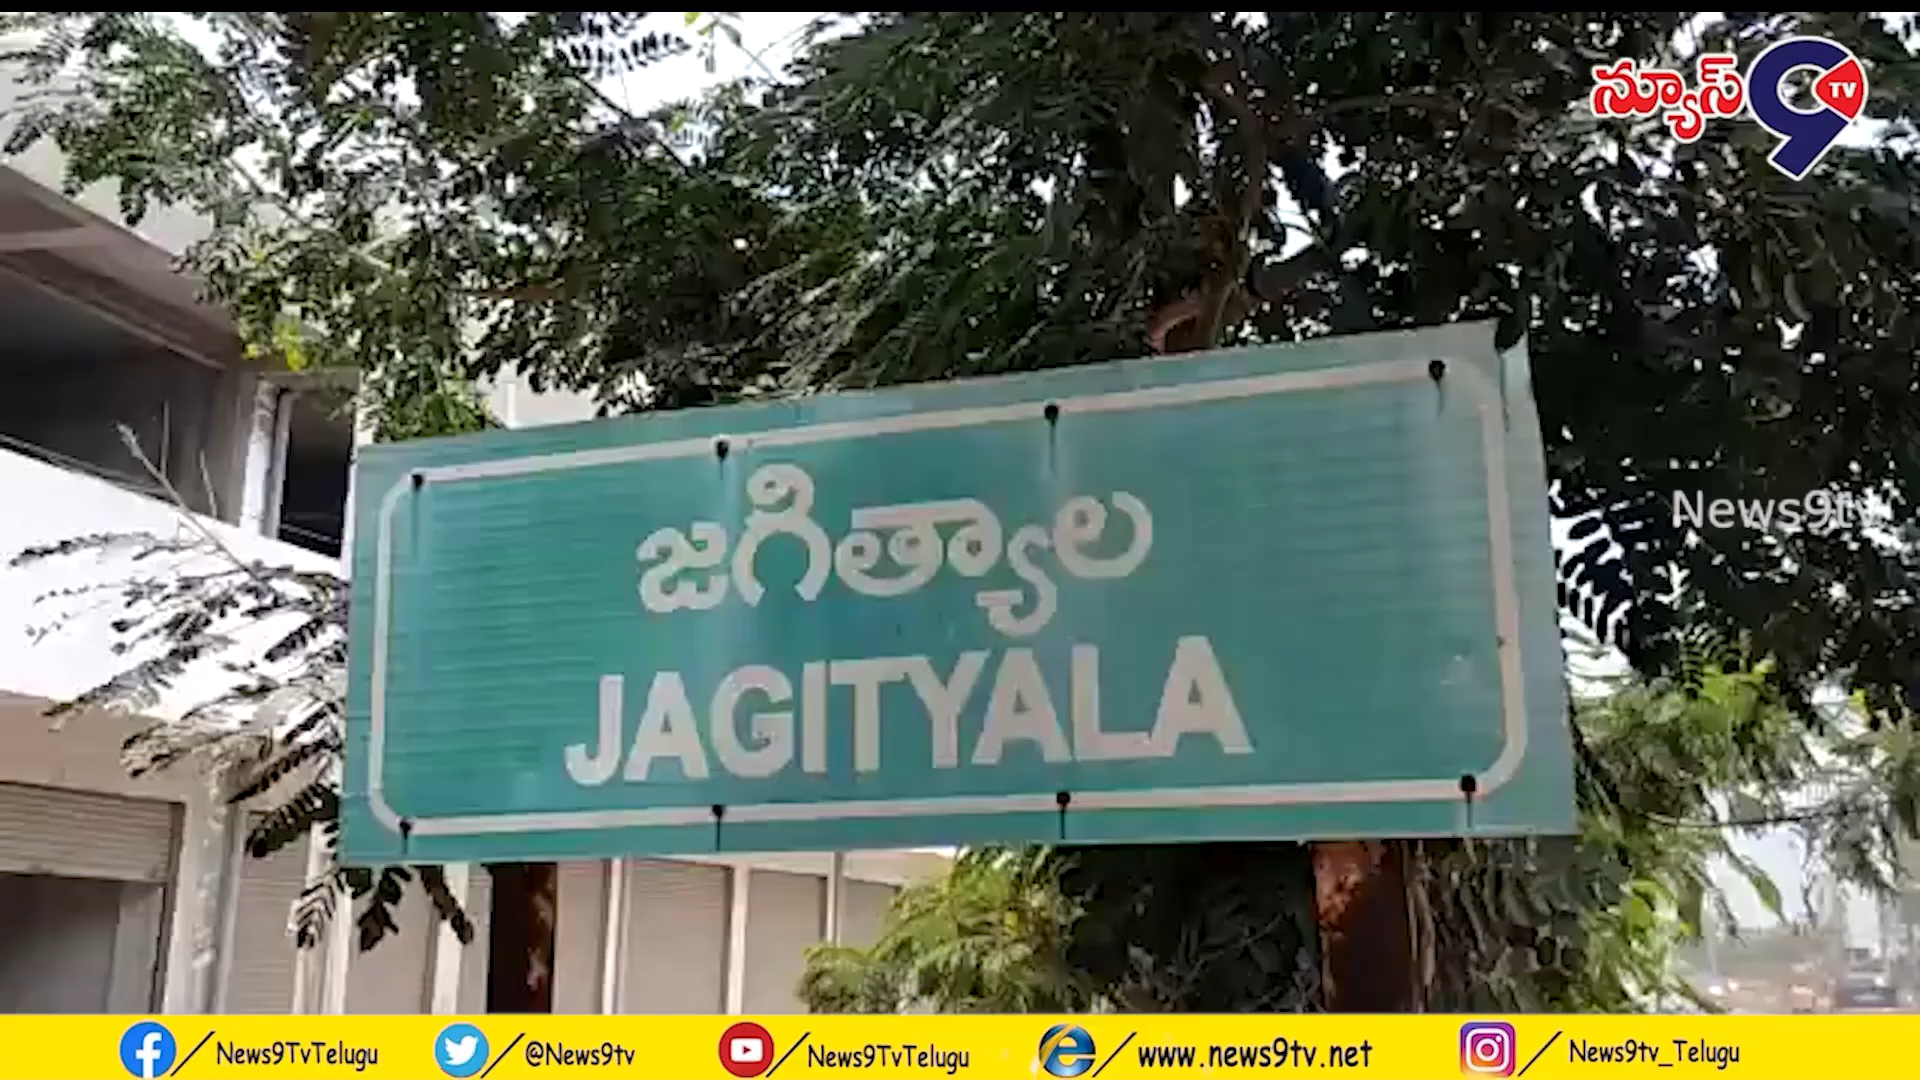 న్యూస్ 9 TV
జగిత్యాల
News9tv
JAGITYALA
/News9TvTelugu /@News9tv /News9TvTelugu /www.news9tv.net /News9tv_Telugu